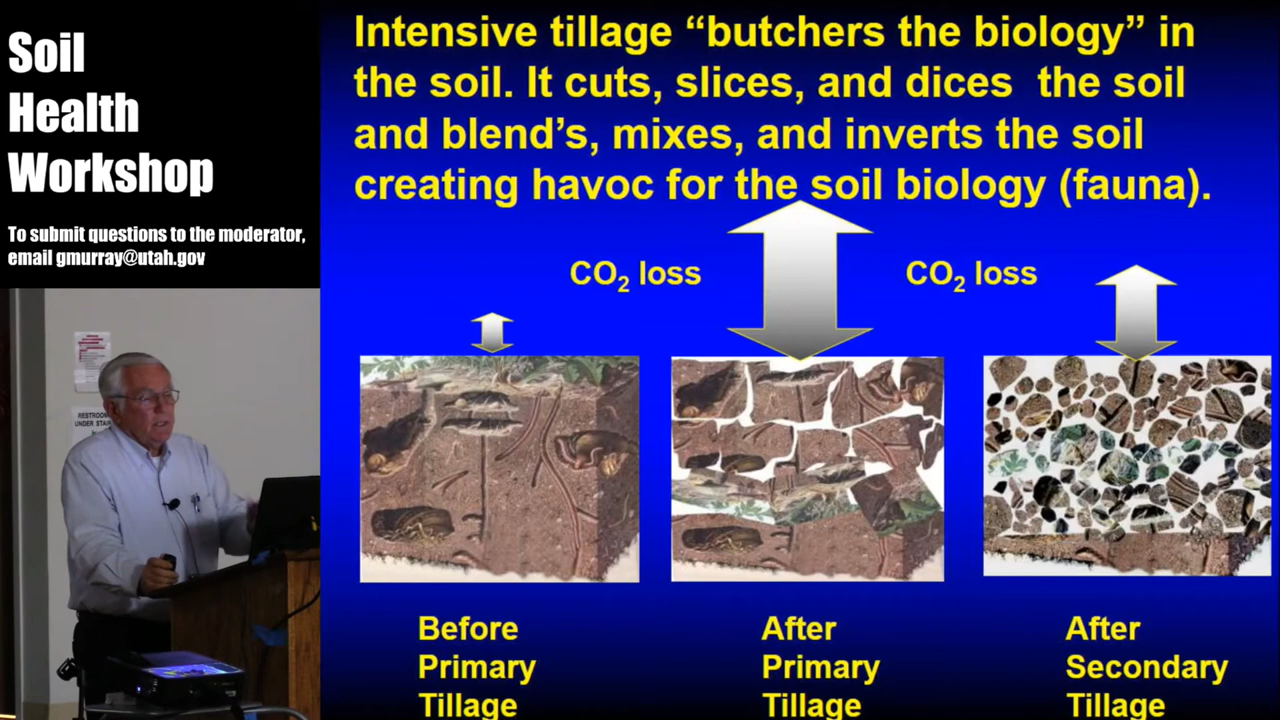 Soil
Health
Workshop
To submit questions to the moderator,
email gmurray@utah.gov
RESTROOM
UNDER STAIR
Intensive tillage “butchers the biology” in
the soil. It cuts, slices, and dices the soil
and blend’s, mixes, and inverts the soil
creating havoc for the soil biology (fauna).
CO₂ loss
CO₂ loss
Before
Primary
Tillage
After
Primary
Tillage
After
Secondary
Tillage